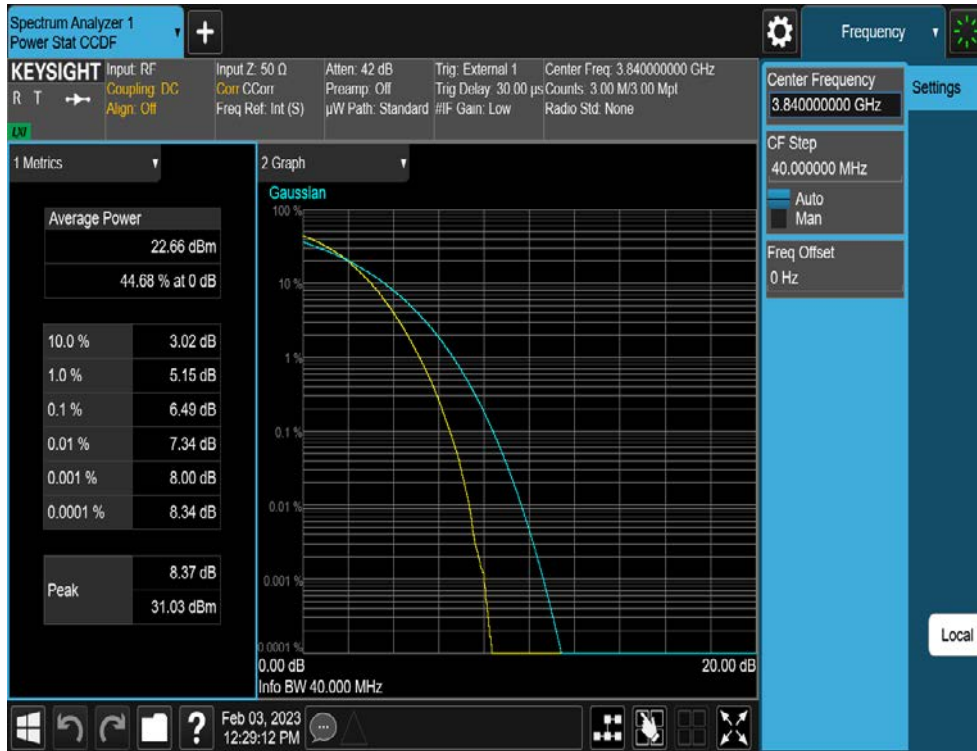 Spectrum Analyzer 1
Power Stat CCDF
+
Frequency
KEYSIGHT
R T
LXI
Input: RF
Coupling: DC
Align: Off
Input Z: 50 Ω
Corr CCorr
Freq Ref: Int (S)
Atten: 42 dB
Preamp: Off
µW Path: Standard
Trig: External 1
Trig Delay: 30.00 µs
#IF Gain: Low
Center Freq: 3.840000000 GHz
Counts: 3.00 M/3.00 Mpt
Radio Std: None
Center Frequency
3.840000000 GHz
Settings
CF Step
40.000000 MHz
Auto
Man
Freq Offset
0 Hz
Local
1 Metrics
Average Power
22.66 dBm
44.68 % at 0 dB
10.0 % 3.02 dB
1.0 % 5.15 dB
0.1 % 6.49 dB
0.01 % 7.34 dB
0.001 % 8.00 dB
0.0001 % 8.34 dB
Peak
8.37 dB
31.03 dBm
2 Graph
Gaussian
100 %
10 %
1 %
0.1 %
0.01 %
0.001 %
0.0001 %
0.00 dB 20.00 dB
Info BW 40.000 MHz
?
Feb 03, 2023
12:29:12 PM